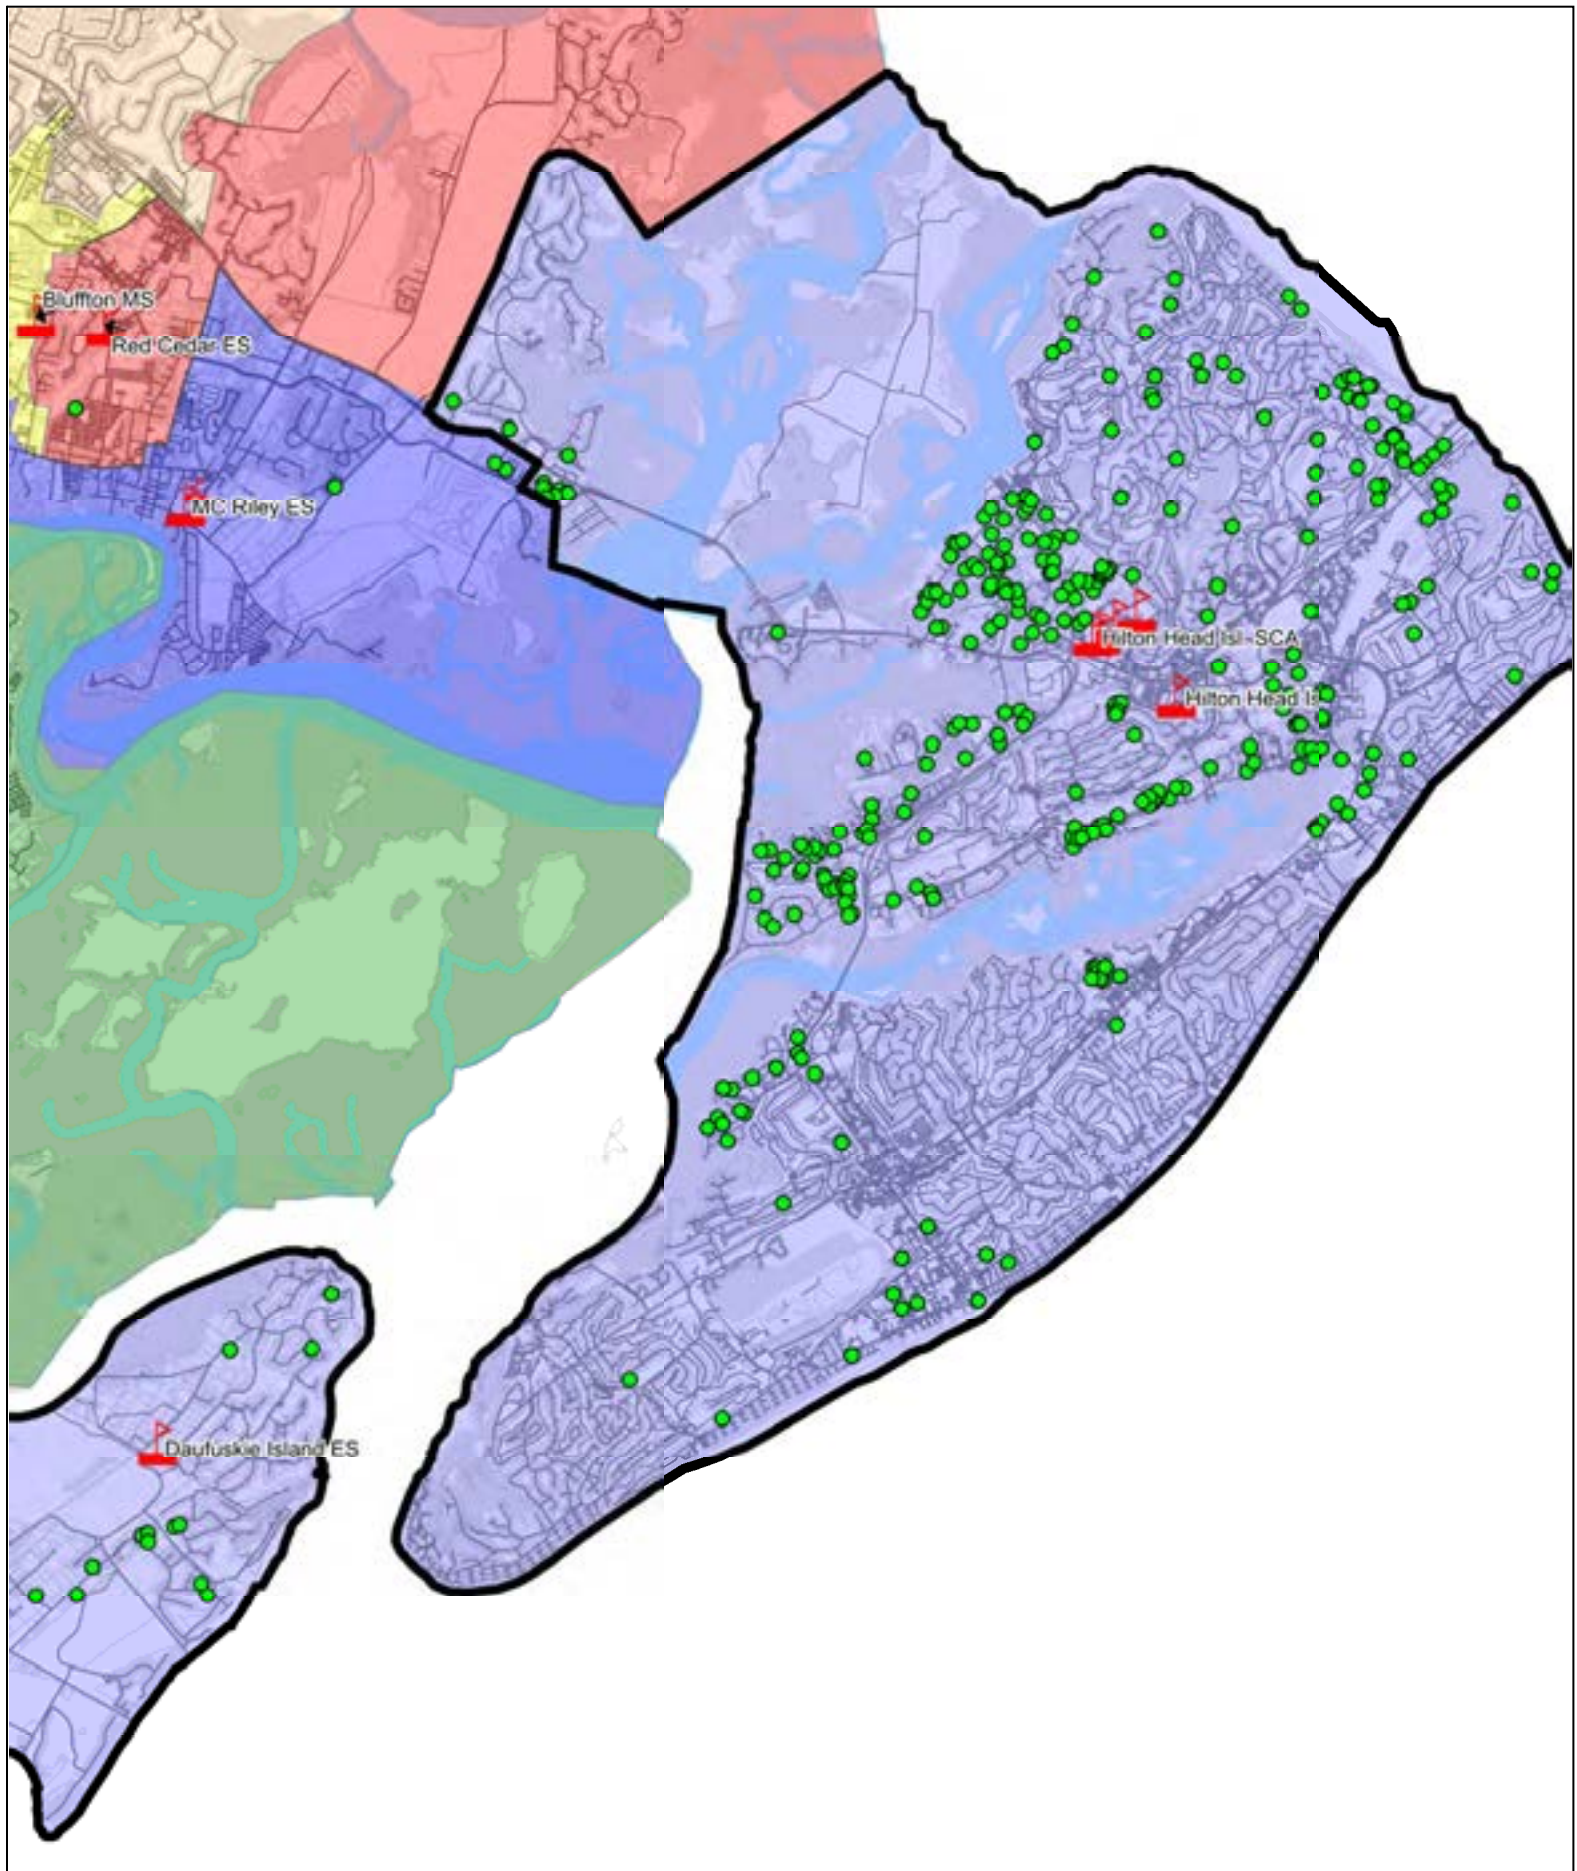 Bluffton MS
Red Cedar ES
MC Riley ES
Hilton Head Isl -SCA
Hilton Head Is
Daufuskie Island ES